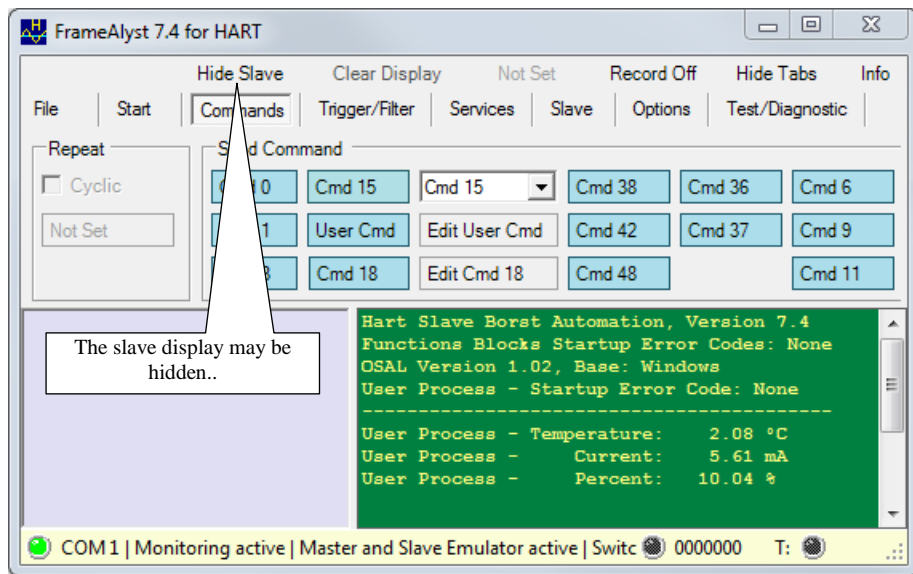 FrameAlyst 7.4 for HART
Hide Slave Clear Display Not Set Record Off Hide Tabs Info
File Start Commands Trigger/Filter Services Slave Options Test/Diagnostic
Repeat Command
Cyclic 0 Cmd 15 Cmd 15 Cmd 38 Cmd 36 Cmd 6
Not Set 1 User Cmd Edit User Cmd Cmd 42 Cmd 37 Cmd 9
Cmd 18 Edit Cmd 18 Cmd 48 Cmd 11
The slave display may be
hidden..
Hart Slave Borst Automation, Version 7.4
Functions Blocks Startup Error Codes: None
OSAL Version 1.02, Base: Windows
User Process - Startup Error Code: None
------------------------------------------
User Process - Temperature: 2.08 °C
User Process - Current: 5.61 mA
User Process - Percent: 10.04 %
COM 1 | Monitoring active | Master and Slave Emulator active | Switc 0000000 T: